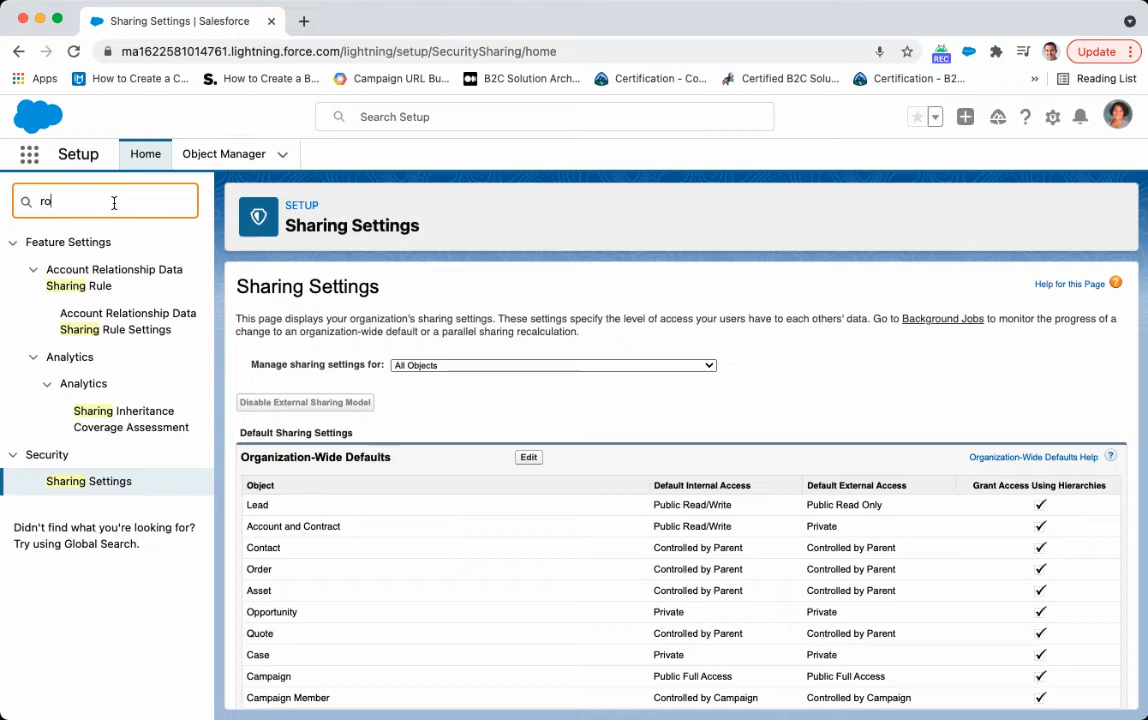 Sharing Settings | Salesforce
ma1622581014761.lightning.force.com/lightning/setup/SecuritySharing/home
REC
Update
Apps
How to Create a C...
How to Create a B...
Campaign URL Bu...
B2C Solution Arch...
Certification - Co...
Certified B2C Solu...
Certification - B2...
»
Reading List
Search Setup
Setup
Home
Object Manager
ro
Feature Settings
Account Relationship Data
Sharing Rule
Account Relationship Data
Sharing Rule Settings
Analytics
Analytics
Sharing Inheritance
Coverage Assessment
Security
Sharing Settings
Didn't find what you're looking for?
Try using Global Search.
SETUP
Sharing Settings
Sharing Settings
Help for this Page ?
This page displays your organization's sharing settings. These settings specify the level of access your users have to each others' data. Go to Background Jobs to monitor the progress of a
change to an organization-wide default or a parallel sharing recalculation.
Manage sharing settings for: All Objects
Disable External Sharing Model
Default Sharing Settings
Organization-Wide Defaults Edit Organization-Wide Defaults Help ?
Object Default Internal Access Default External Access Grant Access Using Hierarchies
Lead Public Read/Write Public Read Only ✓
Account and Contract Public Read/Write Private ✓
Contact Controlled by Parent Controlled by Parent ✓
Order Controlled by Parent Controlled by Parent ✓
Asset Controlled by Parent Controlled by Parent ✓
Opportunity Private Private ✓
Quote Controlled by Parent Controlled by Parent ✓
Case Private Private ✓
Campaign Public Full Access Public Full Access ✓
Campaign Member Controlled by Campaign Controlled by Campaign ✓